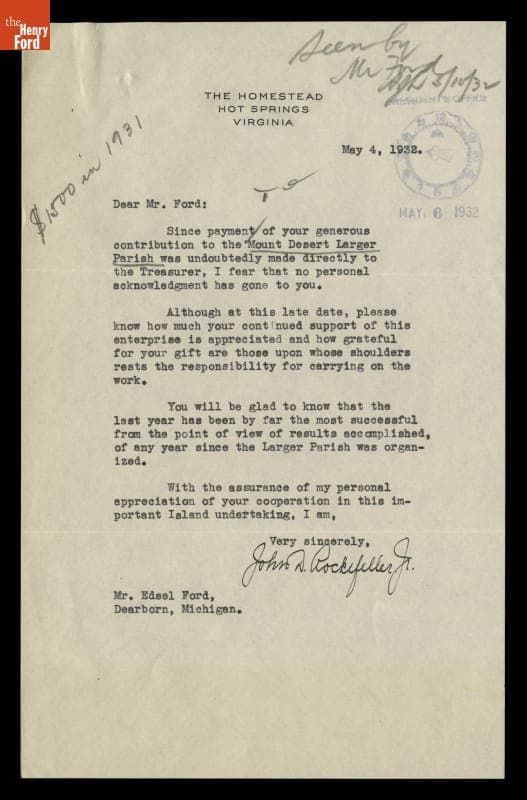 the
Henry
Ford
Seen by
Mr Ford
5/10/32
THE HOMESTEAD
HOT SPRINGS
VIRGINIA
PRESIDENT'S OFFICE
May 4, 1932.
MAY 6 1932
$1500 in 1931
Dear Mr. Ford:
Since payment of your generous
contribution to the Mount Desert Larger
Parish was undoubtedly made directly to
the Treasurer, I fear that no personal
acknowledgment has gone to you.
Although at this late date, please
know how much your continued support of this
enterprise is appreciated and how grateful
for your gift are those upon whose shoulders
rests the responsibility for carrying on the
work.
You will be glad to know that the
last year has been by far the most successful
from the point of view of results accomplished,
of any year since the Larger Parish was organ-
ized.
With the assurance of my personal
appreciation of your cooperation in this im-
portant Island undertaking, I am,
Very sincerely,
John D. Rockefeller Jr.
Mr. Edsel Ford,
Dearborn, Michigan.